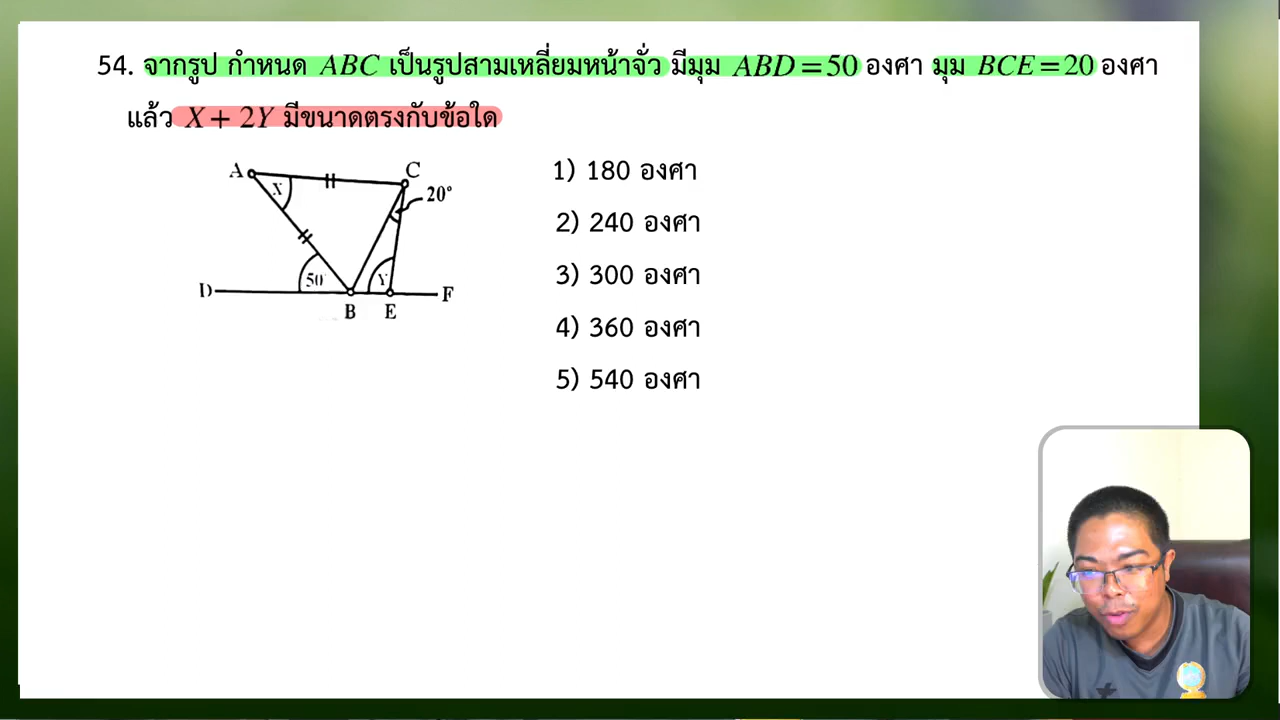 54. จากรูป กำหนด ABC เป็นรูปสามเหลี่ยมหน้าจั่ว มีมุม ABD = 50 องศา มุม BCE = 20 องศา
แล้ว X + 2Y มีขนาดตรงกับข้อใด
A
C
X
20°
D
50°
Y
F
B
E
1) 180 องศา
2) 240 องศา
3) 300 องศา
4) 360 องศา
5) 540 องศา